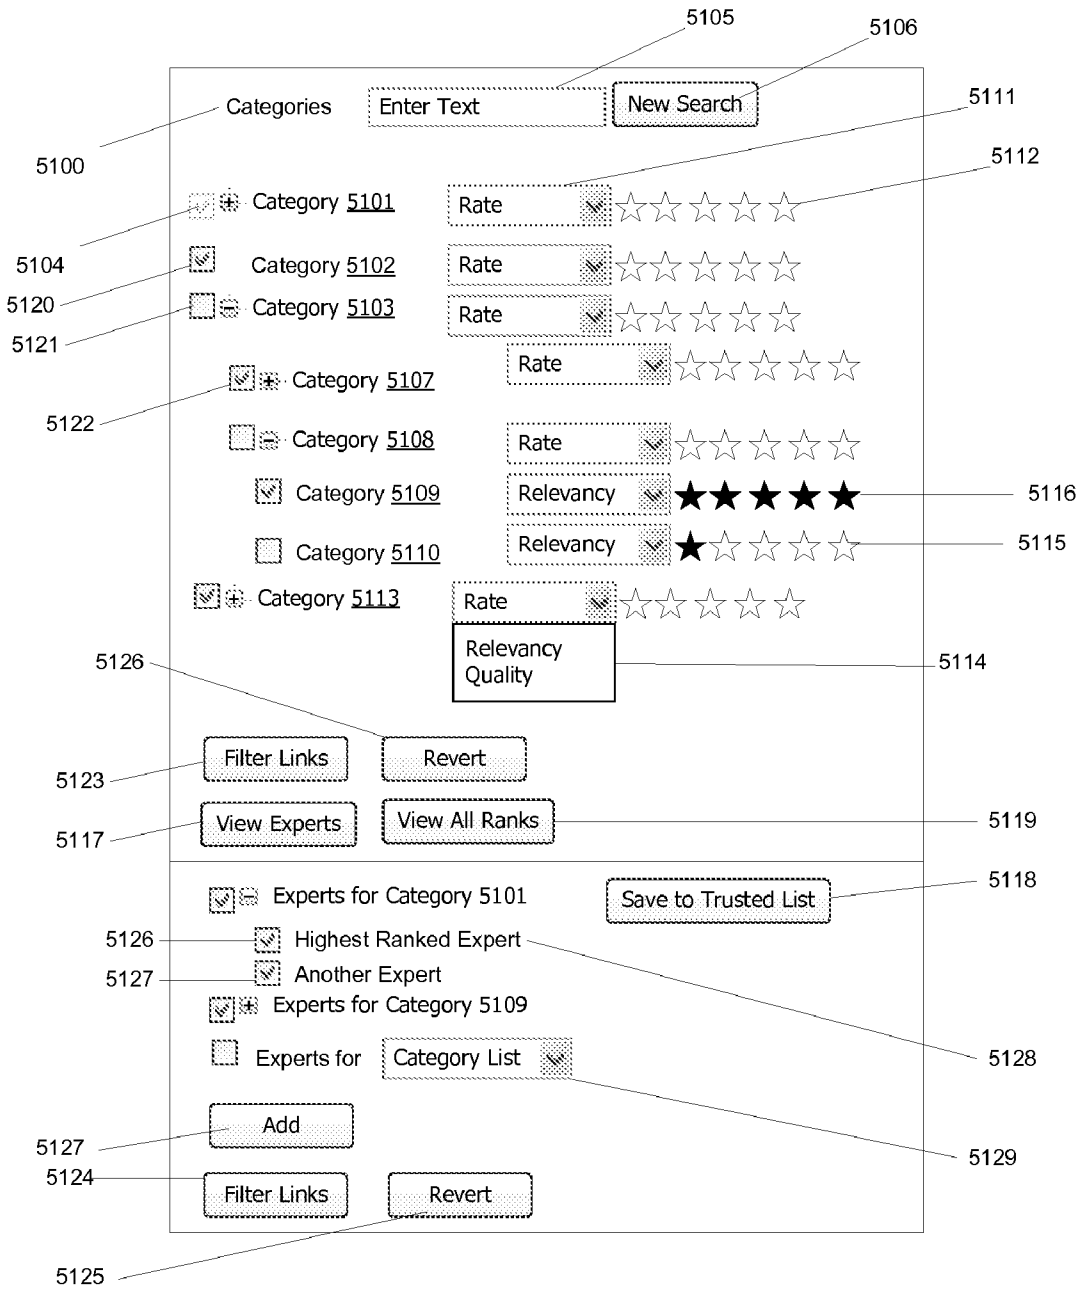 5105
5106
Categories Enter Text New Search
5111
5100
5112
Category 5101 Rate
5104
Category 5102 Rate
5120
Category 5103 Rate
5121
Rate
Category 5107
5122
Category 5108 Rate
Category 5109 Relevancy 5116
Category 5110 Relevancy 5115
Category 5113 Rate
Relevancy
Quality
5126
5114
Filter Links Revert
5123
View Experts View All Ranks 5119
5117
5118
Experts for Category 5101 Save to Trusted List
5126 Highest Ranked Expert
5127 Another Expert
Experts for Category 5109
Experts for Category List 5128
Add
5127
5129
5124
Filter Links Revert
5125